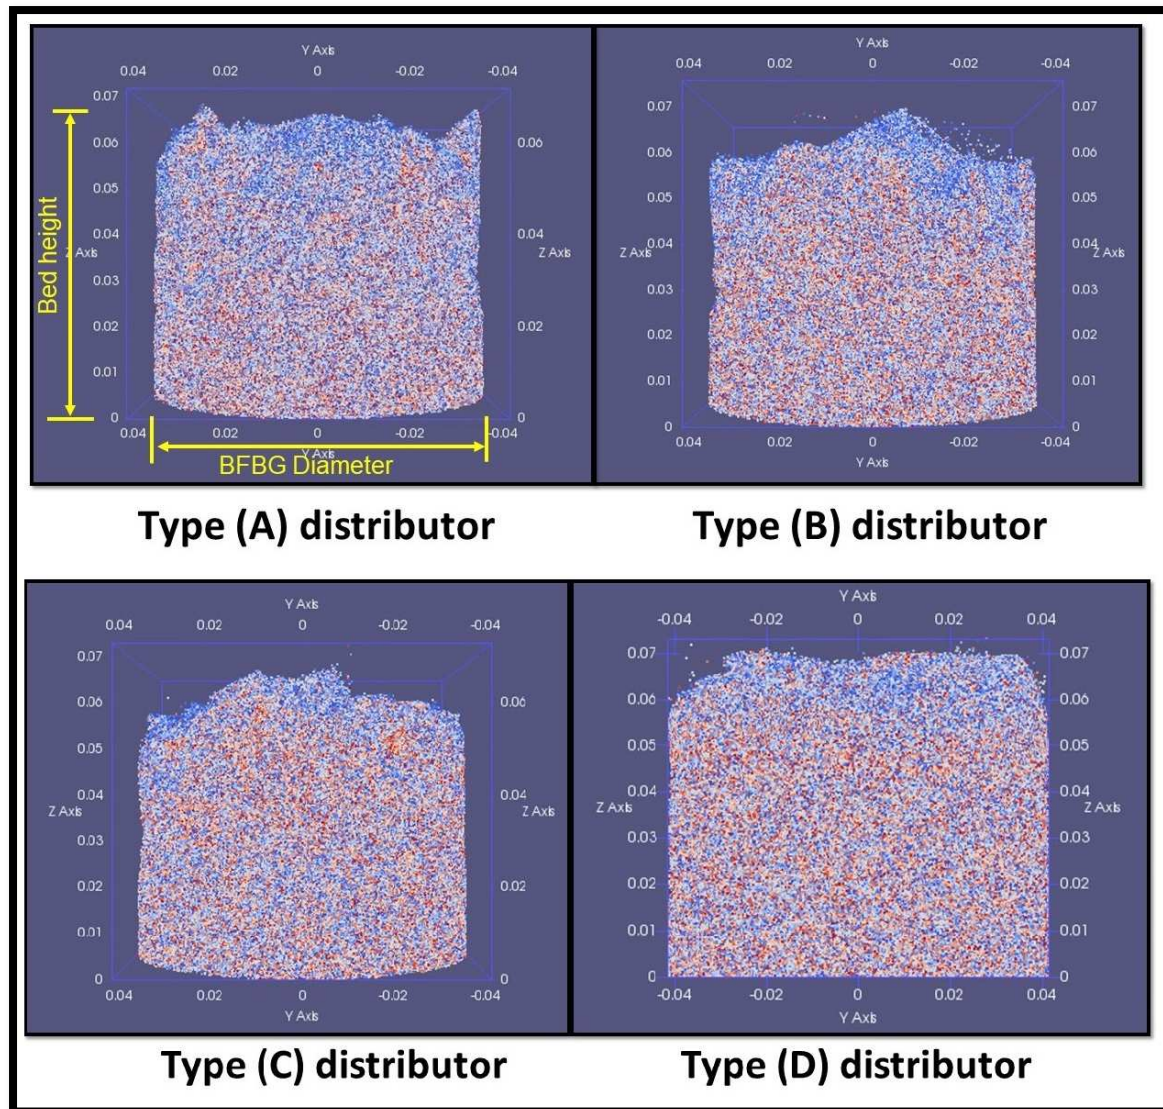 Y Axis
0.04 0.02 0 -0.02 -0.04
0.07
0.06 0.06
0.05
0.04 0.04
Z Axis Z Axis
Bed height
0.03
0.02 0.02
0.01
0 0
0.04 0.02 0 -0.02 -0.04
Y Axis
BFBG Diameter
Type (A) distributor
Y Axis
0.04 0.02 0 -0.02 -0.04
0.07 0.07
0.06 0.06
0.05 0.05
0.04 0.04
Z Axis Z Axis
0.03 0.03
0.02 0.02
0.01 0.01
0 0
0.04 0.02 0 -0.02 -0.04
Y Axis
Type (B) distributor
Y Axis
0.04 0.02 0 -0.02 -0.04
0.07
0.06 0.06
0.05
0.04 0.04
Z Axis Z Axis
0.03
0.02 0.02
0.01
0 0
0.04 0.02 0 -0.02 -0.04
Y Axis
Type (C) distributor
Y Axis
-0.04 -0.02 0 0.02 0.04
0.07 0.07
0.06 0.06
0.05 0.05
0.04 0.04
Z Axis Z Axis
0.03 0.03
0.02 0.02
0.01 0.01
0 0
-0.04 -0.02 0 0.02 0.04
Y Axis
Type (D) distributor